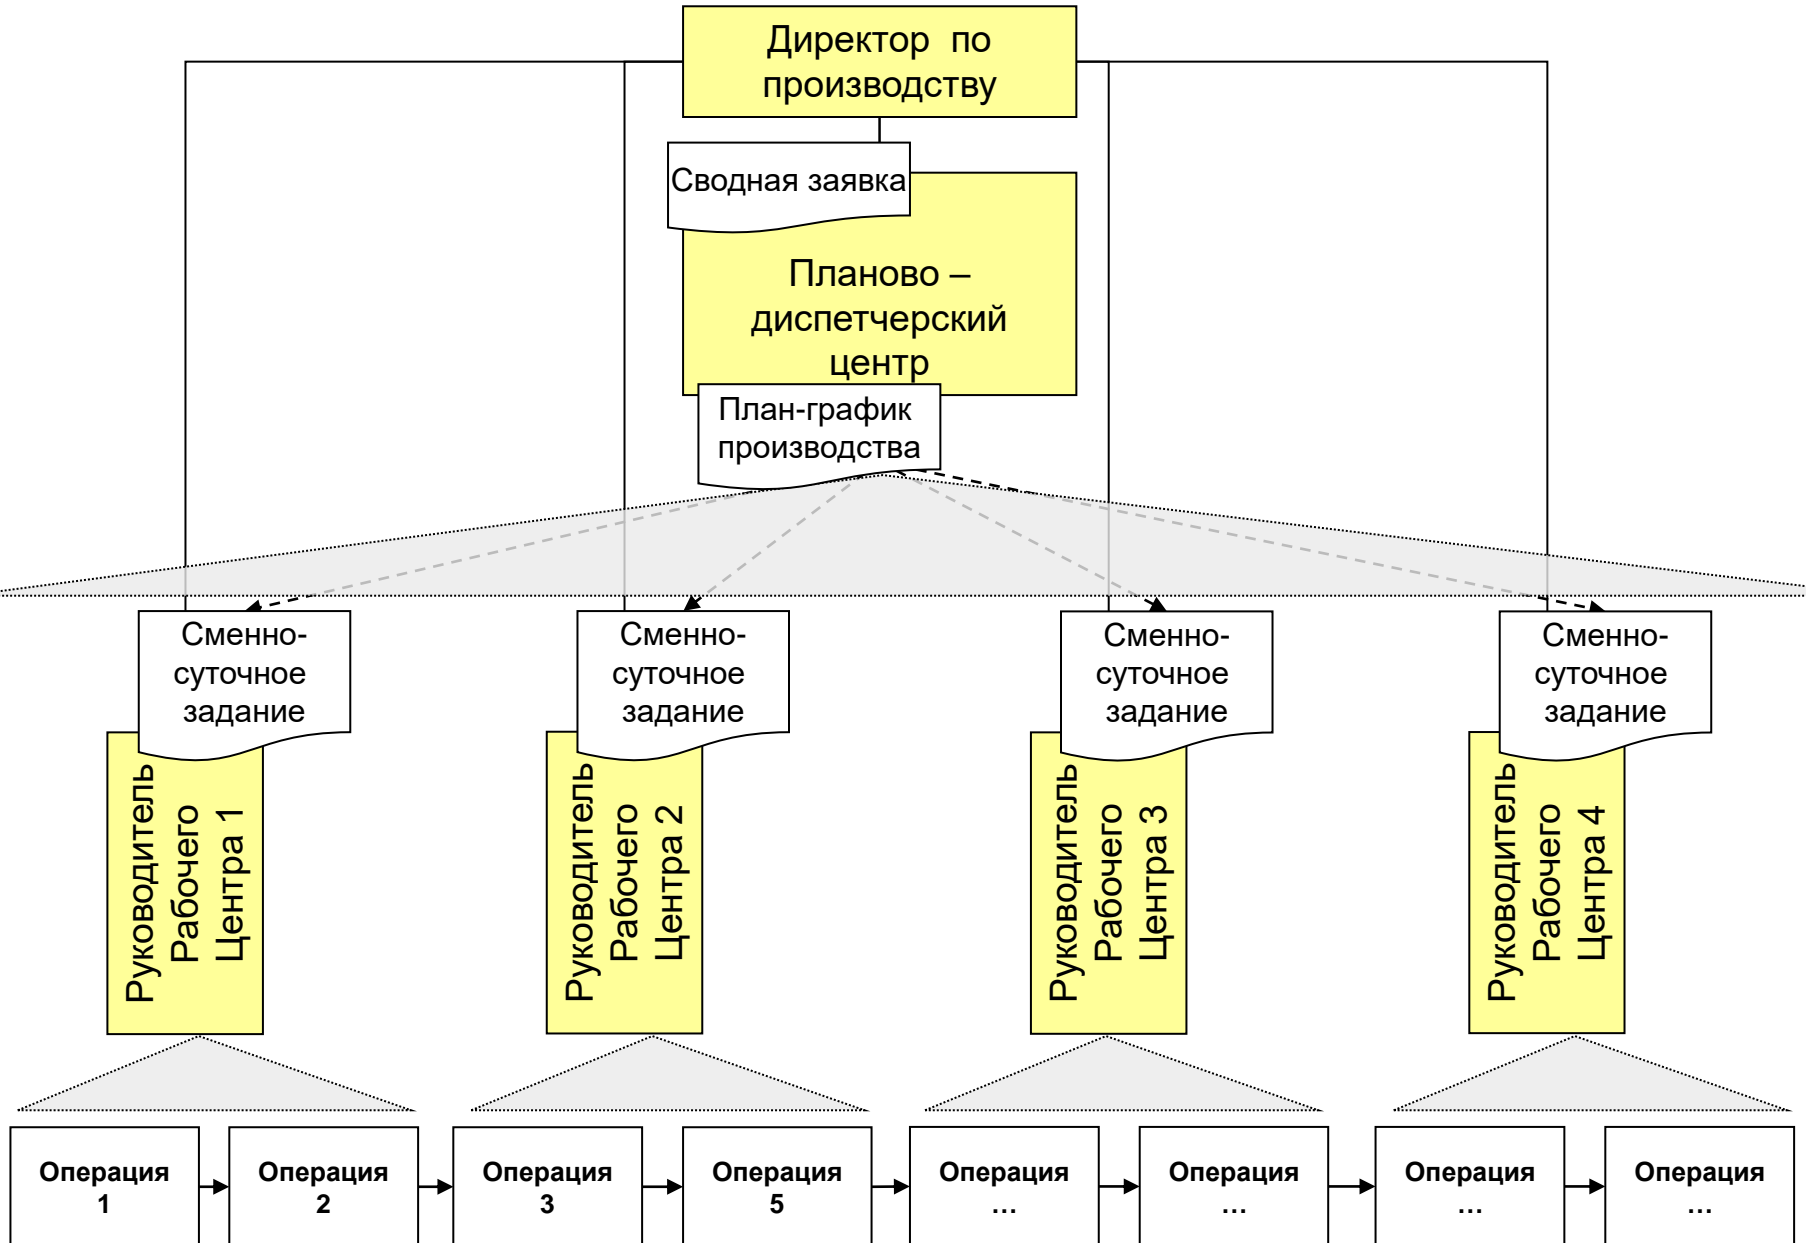 Директор по
производству
Сводная заявка
Планово –
диспетчерский
центр
План-график
производства
Сменно-
суточное
задание
Сменно-
суточное
задание
Сменно-
суточное
задание
Сменно-
суточное
задание
Руководитель
Рабочего
Центра 1
Руководитель
Рабочего
Центра 2
Руководитель
Рабочего
Центра 3
Руководитель
Рабочего
Центра 4
Операция
1
Операция
2
Операция
3
Операция
5
Операция
…
Операция
…
Операция
…
Операция
…